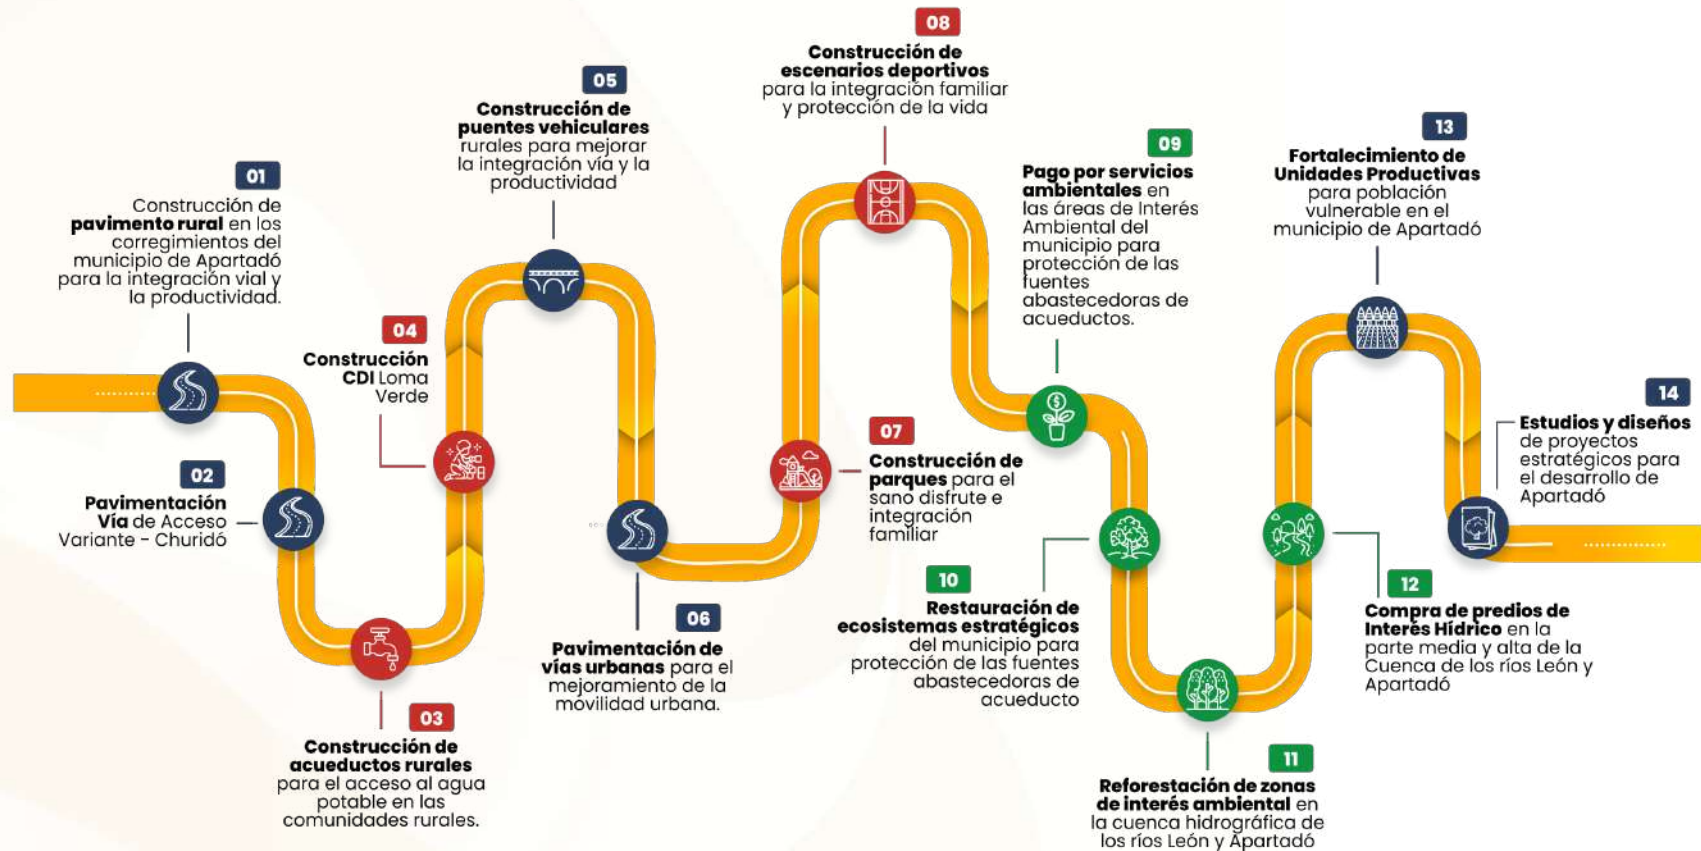 01
Construcción de
pavimento rural en los
corregimientos del
municipio de Apartadó
para la integración vial y
la productividad.
02
Pavimentación
Vía de Acceso
Variante - Churidó
03
Construcción de
acueductos rurales
para el acceso al agua
potable en las
comunidades rurales.
04
Construcción
CDI Loma
Verde
05
Construcción de
puentes vehiculares
rurales para mejorar
la integración vía y la
productividad
06
Pavimentación de
vías urbanas para el
mejoramiento de la
movilidad urbana.
07
Construcción de
parques para el
sano disfrute e
integración
familiar
08
Construcción de
escenarios deportivos
para la integración familiar
y protección de la vida
09
Pago por servicios
ambientales en
las áreas de Interés
Ambiental del
municipio para
protección de las
fuentes
abastecedoras de
acueductos.
10
Restauración de
ecosistemas estratégicos
del municipio para
protección de las fuentes
abastecedoras de
acueducto
11
Reforestación de zonas
de interés ambiental en
la cuenca hidrográfica de
los ríos León y Apartadó
12
Compra de predios de
Interés Hídrico en la
parte media y alta de la
Cuenca de los ríos León y
Apartadó
13
Fortalecimiento de
Unidades Productivas
para población
vulnerable en el
municipio de Apartadó
14
Estudios y diseños
de proyectos
estratégicos para
el desarrollo de
Apartadó